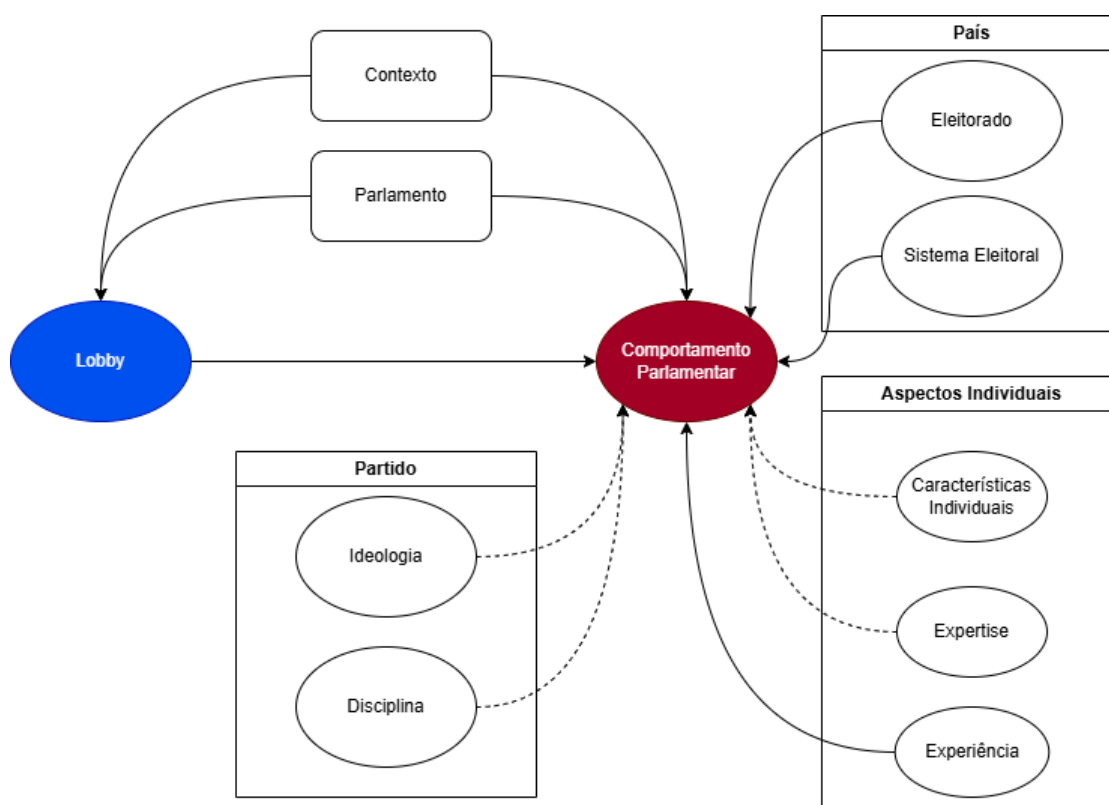 País
Contexto
Eleitorado
Parlamento
Sistema Eleitoral
Lobby
Comportamento
Parlamentar
Aspectos Individuais
Partido
Características
Individuais
Ideologia
Expertise
Disciplina
Experiência